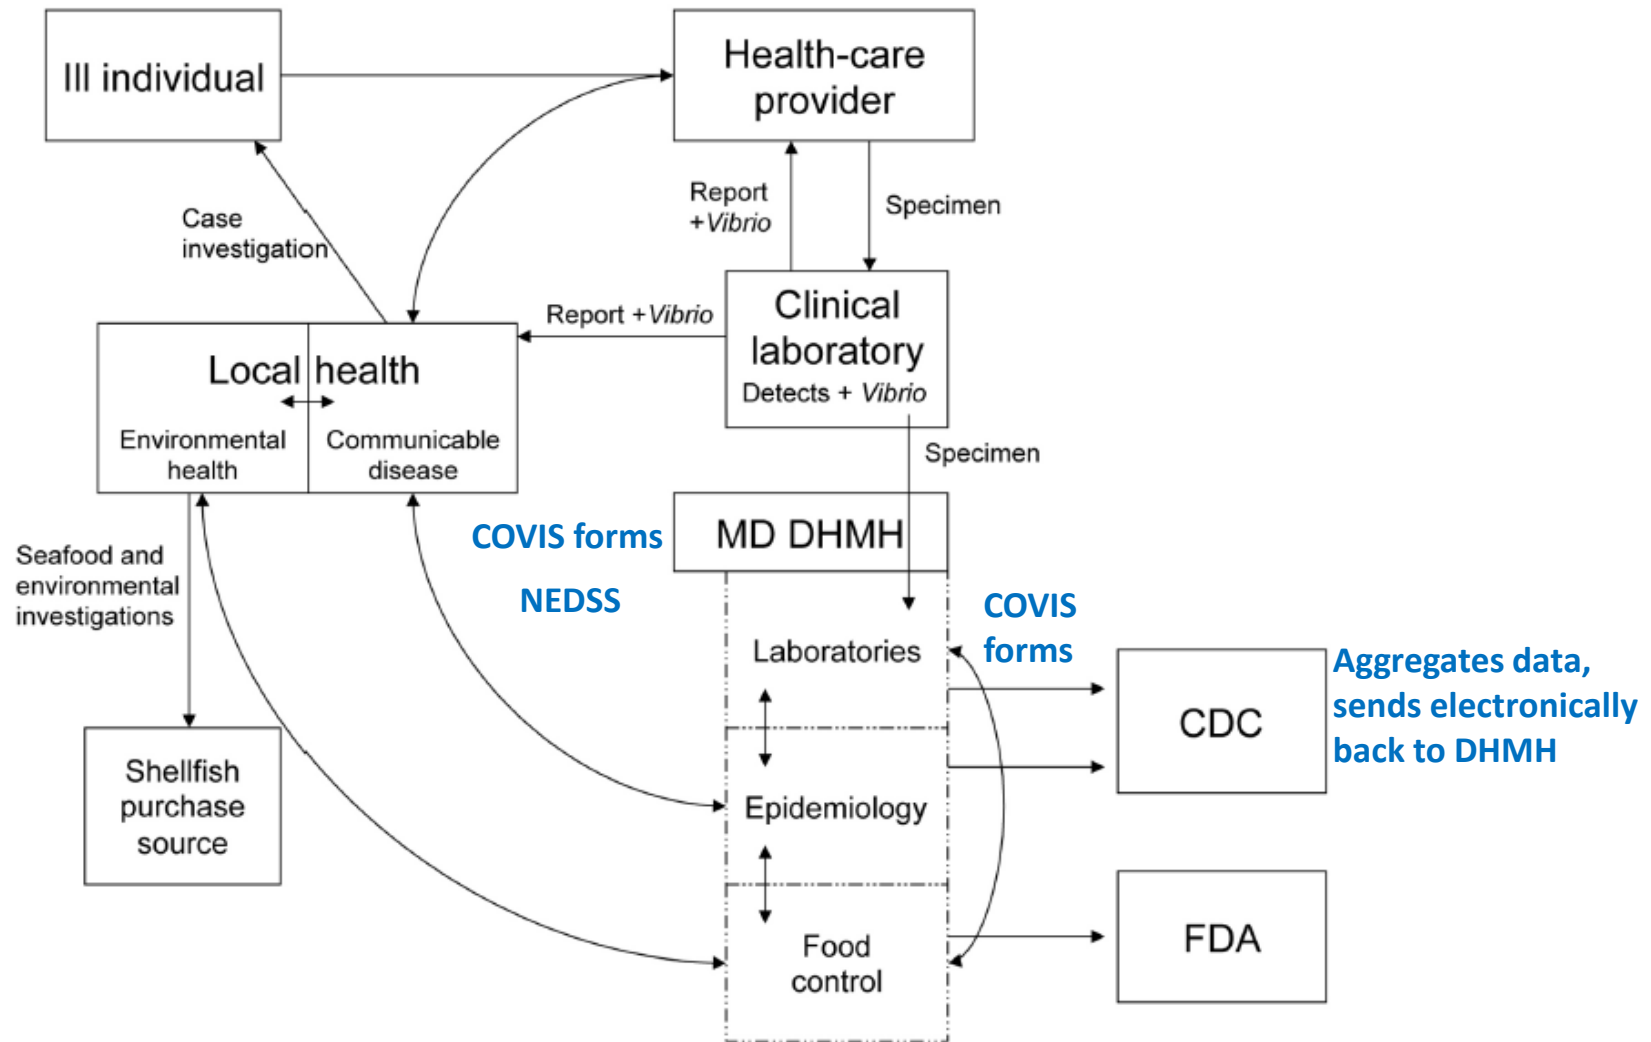 Ill individual
Health-care
provider
Case
investigation
Report
+Vibrio
Specimen
Report +Vibrio
Clinical
laboratory
Detects + Vibrio
Local health
Environmental
health
Communicable
disease
Specimen
COVIS forms
NEDSS
MD DHMH
Seafood and
environmental
investigations
COVIS
forms
Laboratories
CDC
Aggregates data,
sends electronically
back to DHMH
Shellfish
purchase
source
Epidemiology
Food
control
FDA